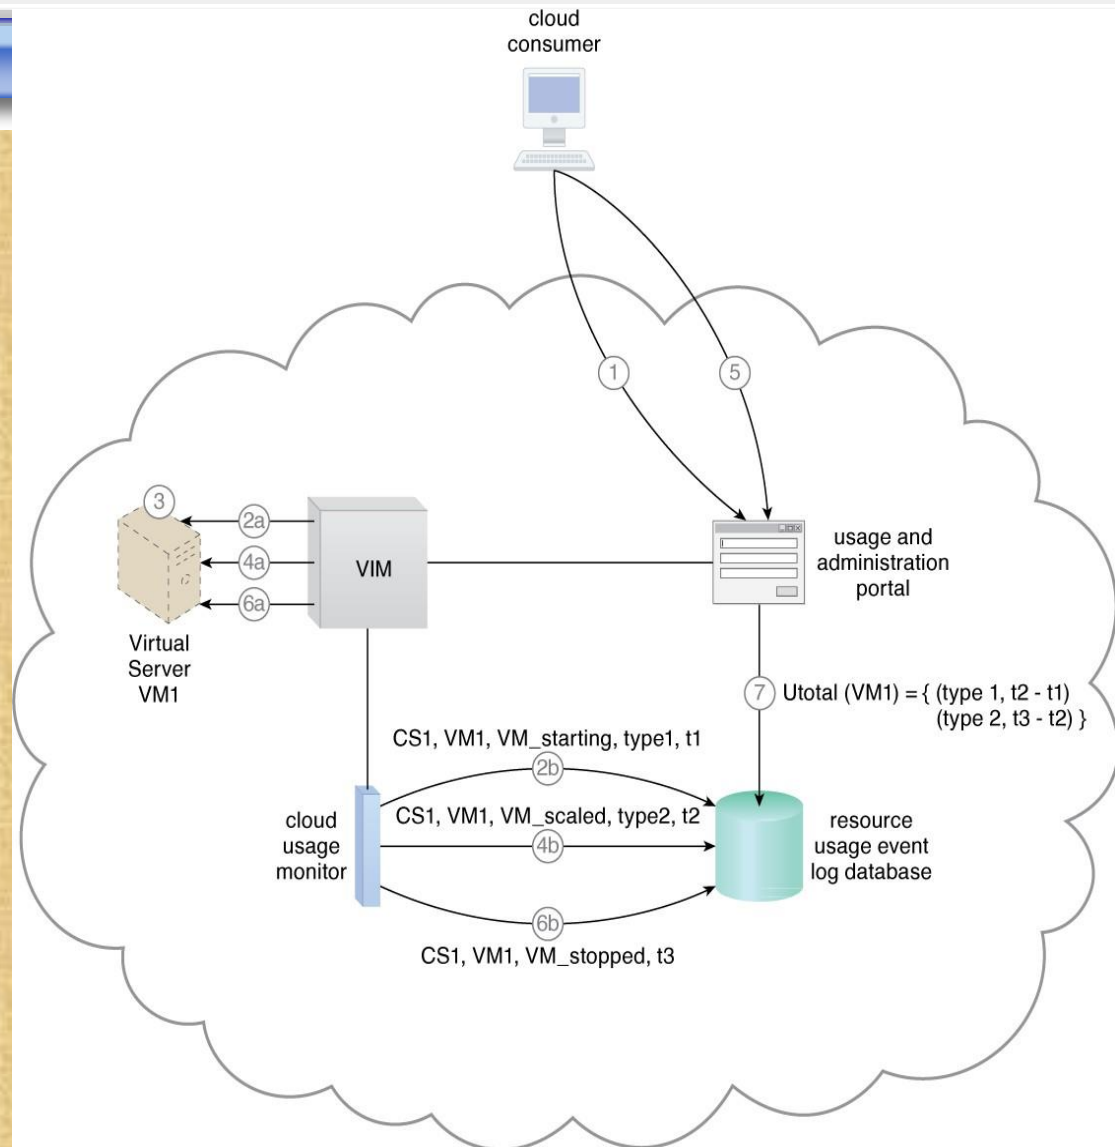 cloud
consumer
1
5
3
2a
4a
6a
VIM
Virtual
Server
VM1
usage and
administration
portal
7
Utotal (VM1) = { (type 1, t2 - t1)
(type 2, t3 - t2) }
CS1, VM1, VM_starting, type1, t1
2b
CS1, VM1, VM_scaled, type2, t2
4b
6b
CS1, VM1, VM_stopped, t3
cloud
usage
monitor
resource
usage event
log database